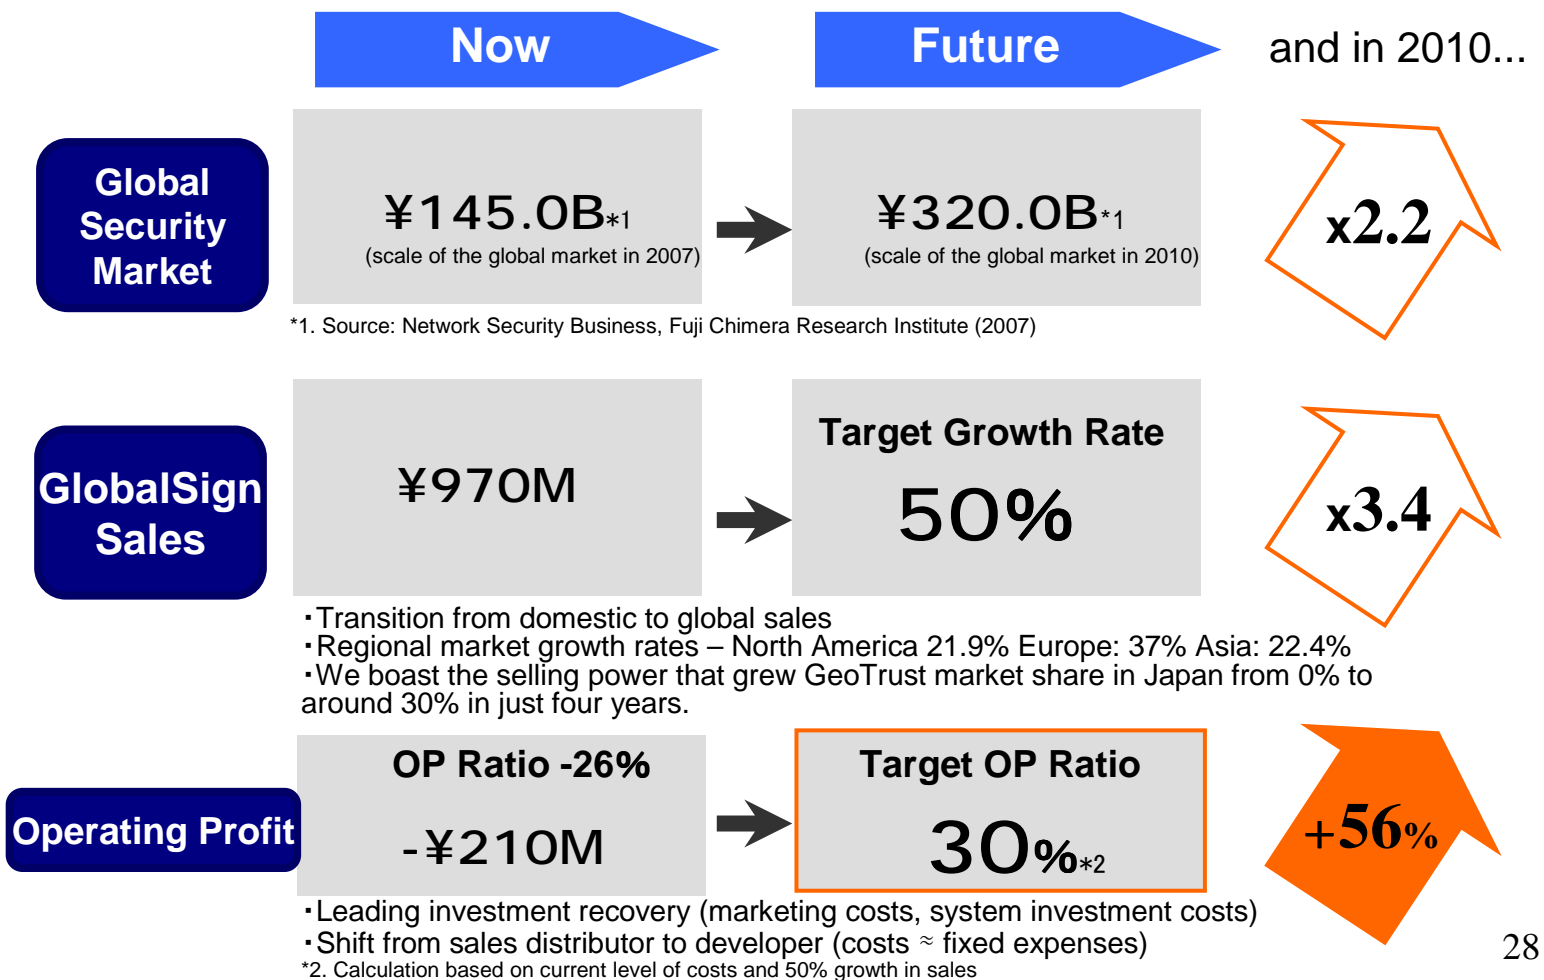 Now
Future
and in 2010...
Global
Security
Market
¥145.0B*1
(scale of the global market in 2007)
¥320.0B*1
(scale of the global market in 2010)
x2.2
*1. Source: Network Security Business, Fuji Chimera Research Institute (2007)
GlobalSign
Sales
¥970M
Target Growth Rate
50%
x3.4
・Transition from domestic to global sales
・Regional market growth rates – North America 21.9% Europe: 37% Asia: 22.4%
・We boast the selling power that grew GeoTrust market share in Japan from 0% to
around 30% in just four years.
Operating Profit
OP Ratio -26%
-¥210M
Target OP Ratio
30%*2
+56%
・Leading investment recovery (marketing costs, system investment costs)
・Shift from sales distributor to developer (costs ≈ fixed expenses)
*2. Calculation based on current level of costs and 50% growth in sales
28